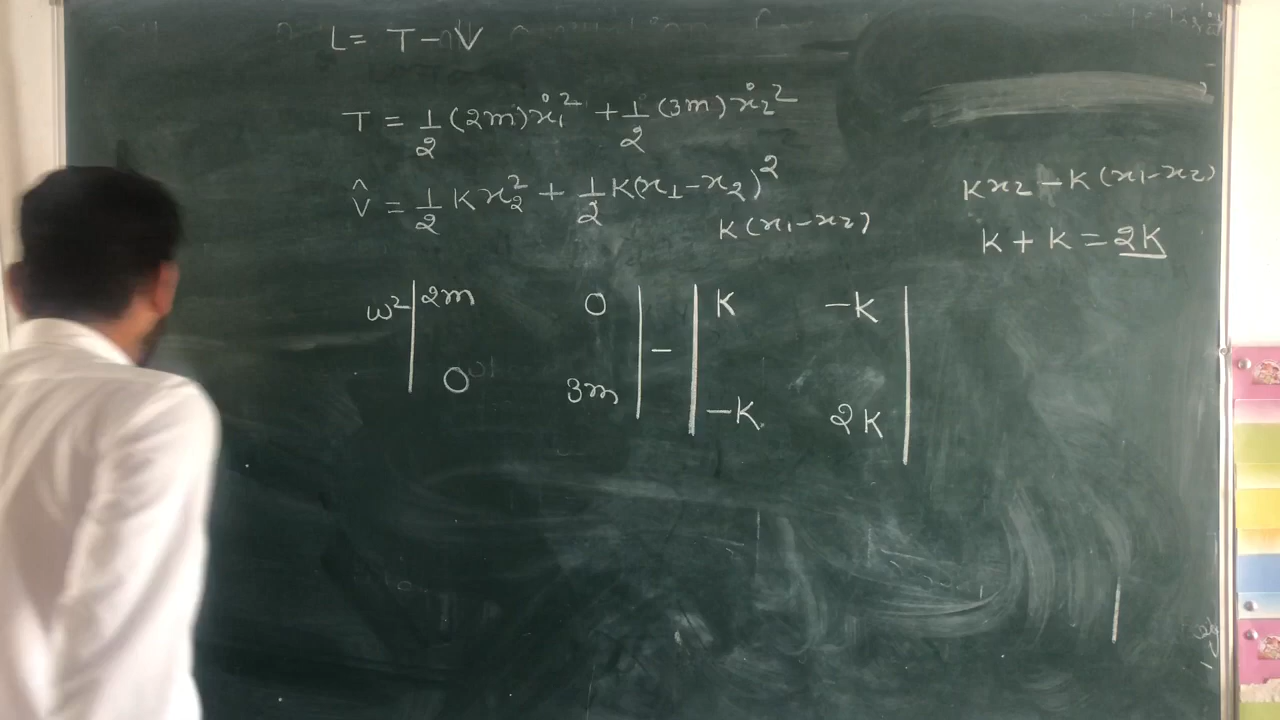 L = T - V
T = 1/2 (2m) ẋ₁² + 1/2 (3m) ẋ₂²
V̂ = 1/2 K x₂² + 1/2 K(x₁ - x₂)²
K(x₁ - x₂)
Kx₂ - K(x₁ - x₂)
K + K = 2K
ω² | 2m 0 | - | K -K |
| 0 3m | | -K 2K |